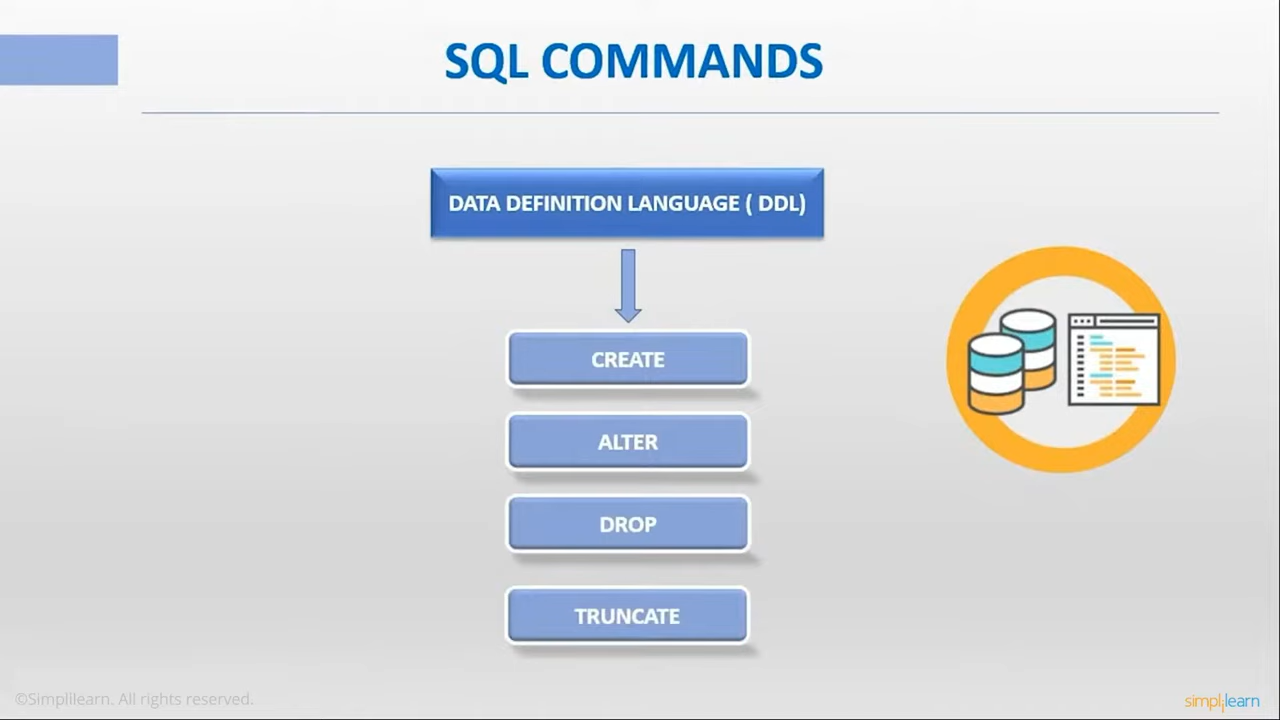 SQL COMMANDS
DATA DEFINITION LANGUAGE ( DDL)
CREATE
ALTER
DROP
TRUNCATE
©Simplilearn. All rights reserved.
simplilearn